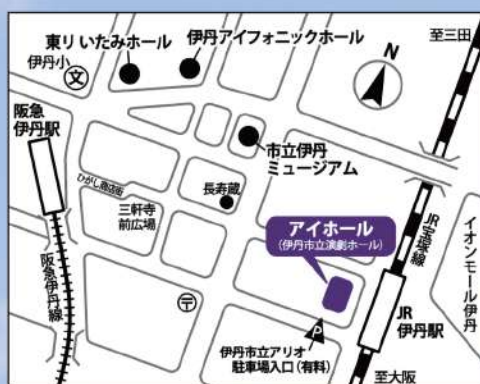 東リ いたみホール
伊丹アイフォニックホール
至三田
伊丹小
文
N
阪急
伊丹駅
市立伊丹
ミュージアム
ひがし商店街
長寿蔵
三軒寺
前広場
アイホール
(伊丹市立演劇ホール)
JR宝塚線
イオンモール伊丹
阪急伊丹線
〒
P
JR
伊丹駅
伊丹市立アリオ
駐車場入口(有料)
至大阪